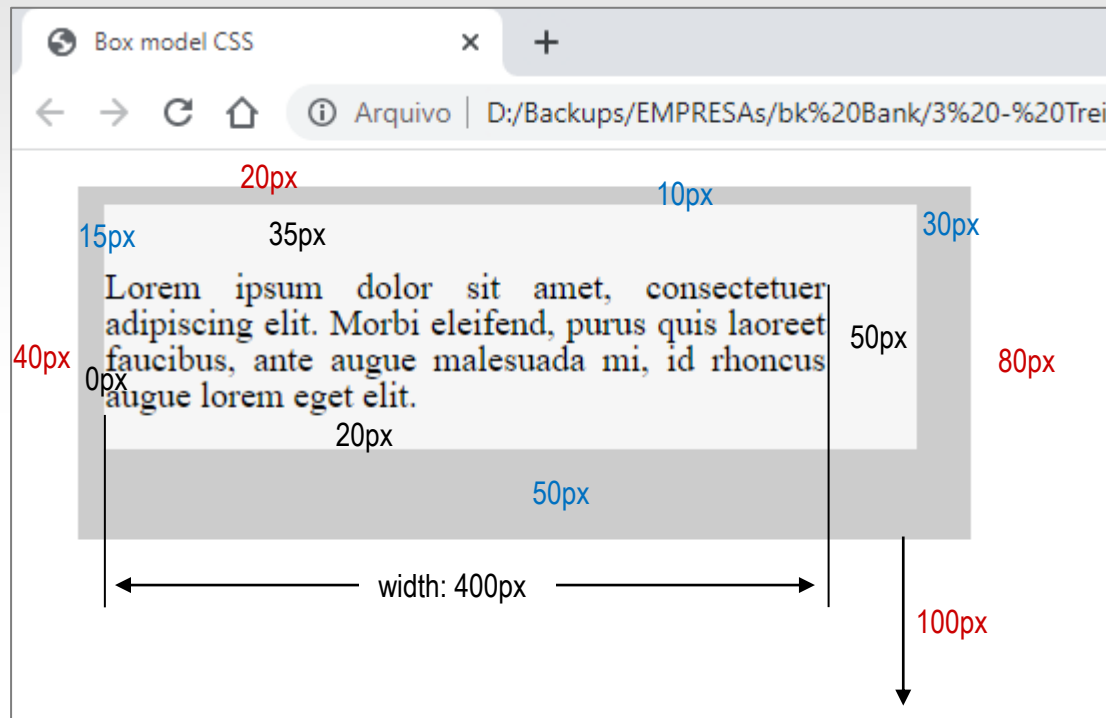 Box model CSS
Arquivo D:/Backups/EMPRESAs/bk%20Bank/3%20-%20Trei
20px
10px
15px
35px
30px
Lorem ipsum dolor sit amet, consectetuer
adipiscing elit. Morbi eleifend, purus quis laoreet
faucibus, ante augue malesuada mi, id rhoncus
augue lorem eget elit.
50px
40px
80px
0px
20px
50px
width: 400px
100px